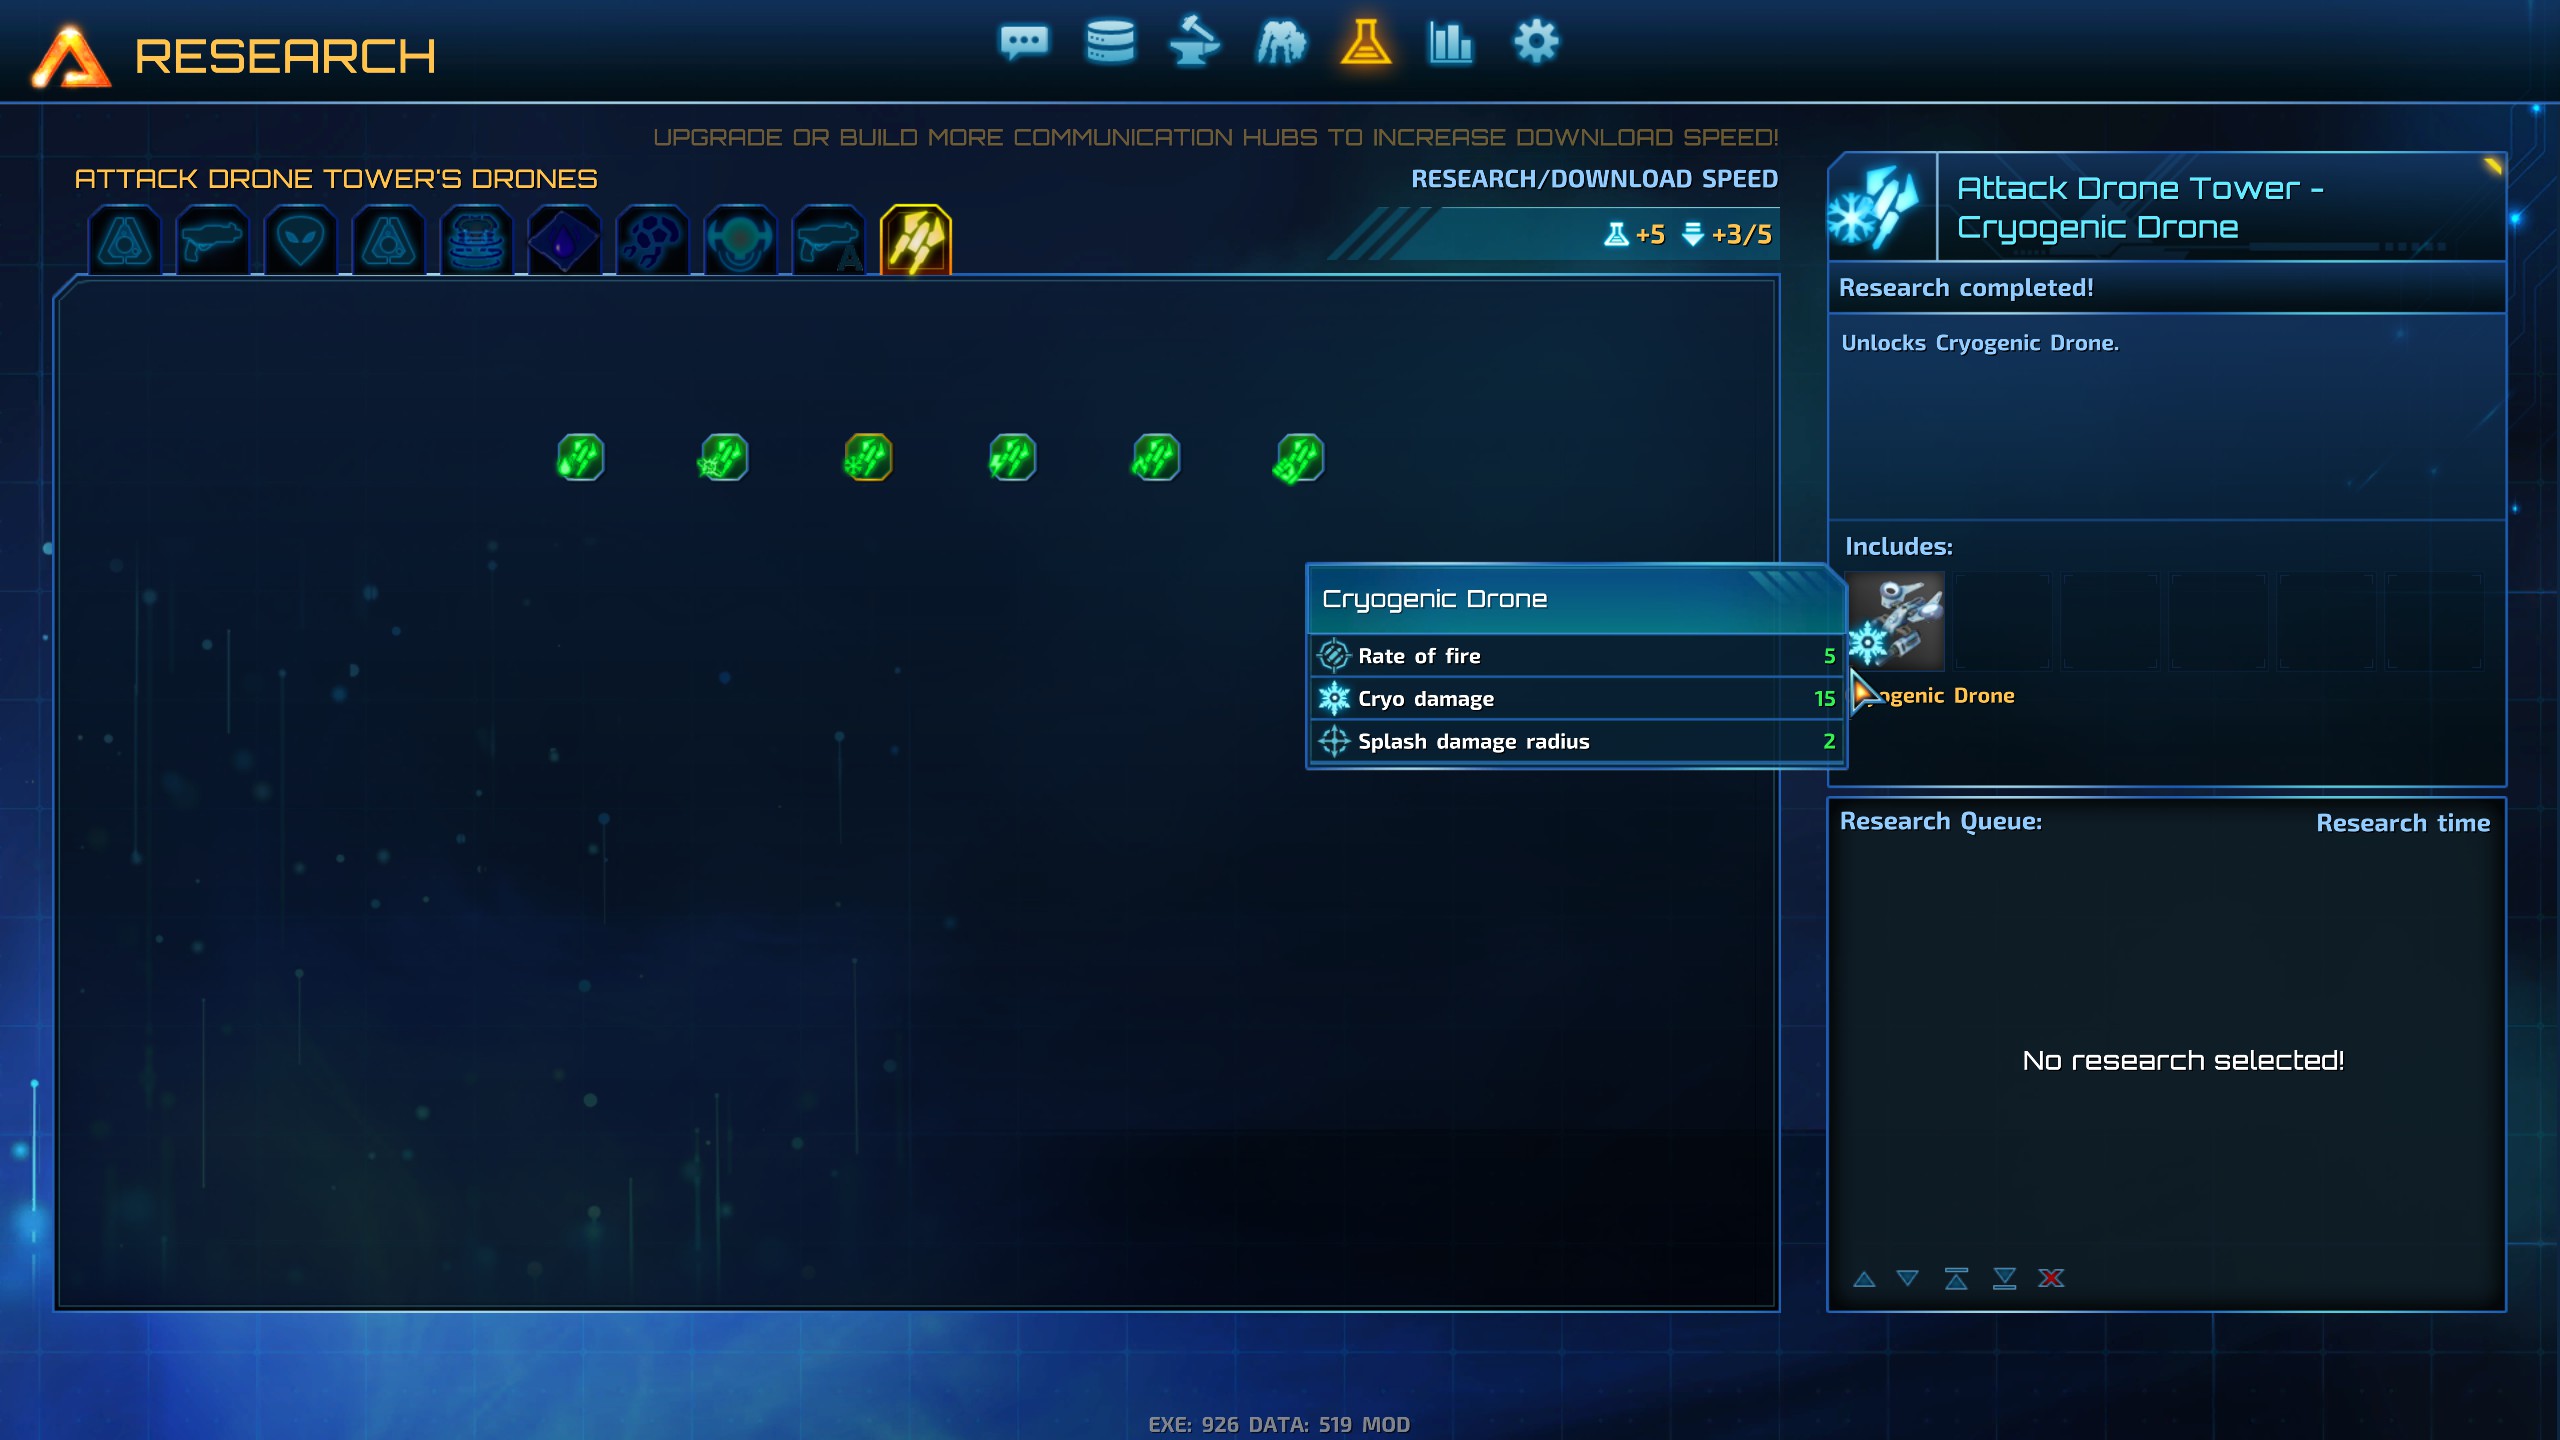 RESEARCH
UPGRADE OR BUILD MORE COMMUNICATION HUBS TO INCREASE DOWNLOAD SPEED!
ATTACK DRONE TOWER'S DRONES
RESEARCH/DOWNLOAD SPEED
+5 +3/5
A
Attack Drone Tower -
Cryogenic Drone
Research completed!
Unlocks Cryogenic Drone.
Includes:
Cryogenic Drone
Rate of fire 5
Cryo damage 15
Splash damage radius 2
ogenic Drone
Research Queue: Research time
No research selected!
EXE: 926 DATA: 519 MOD